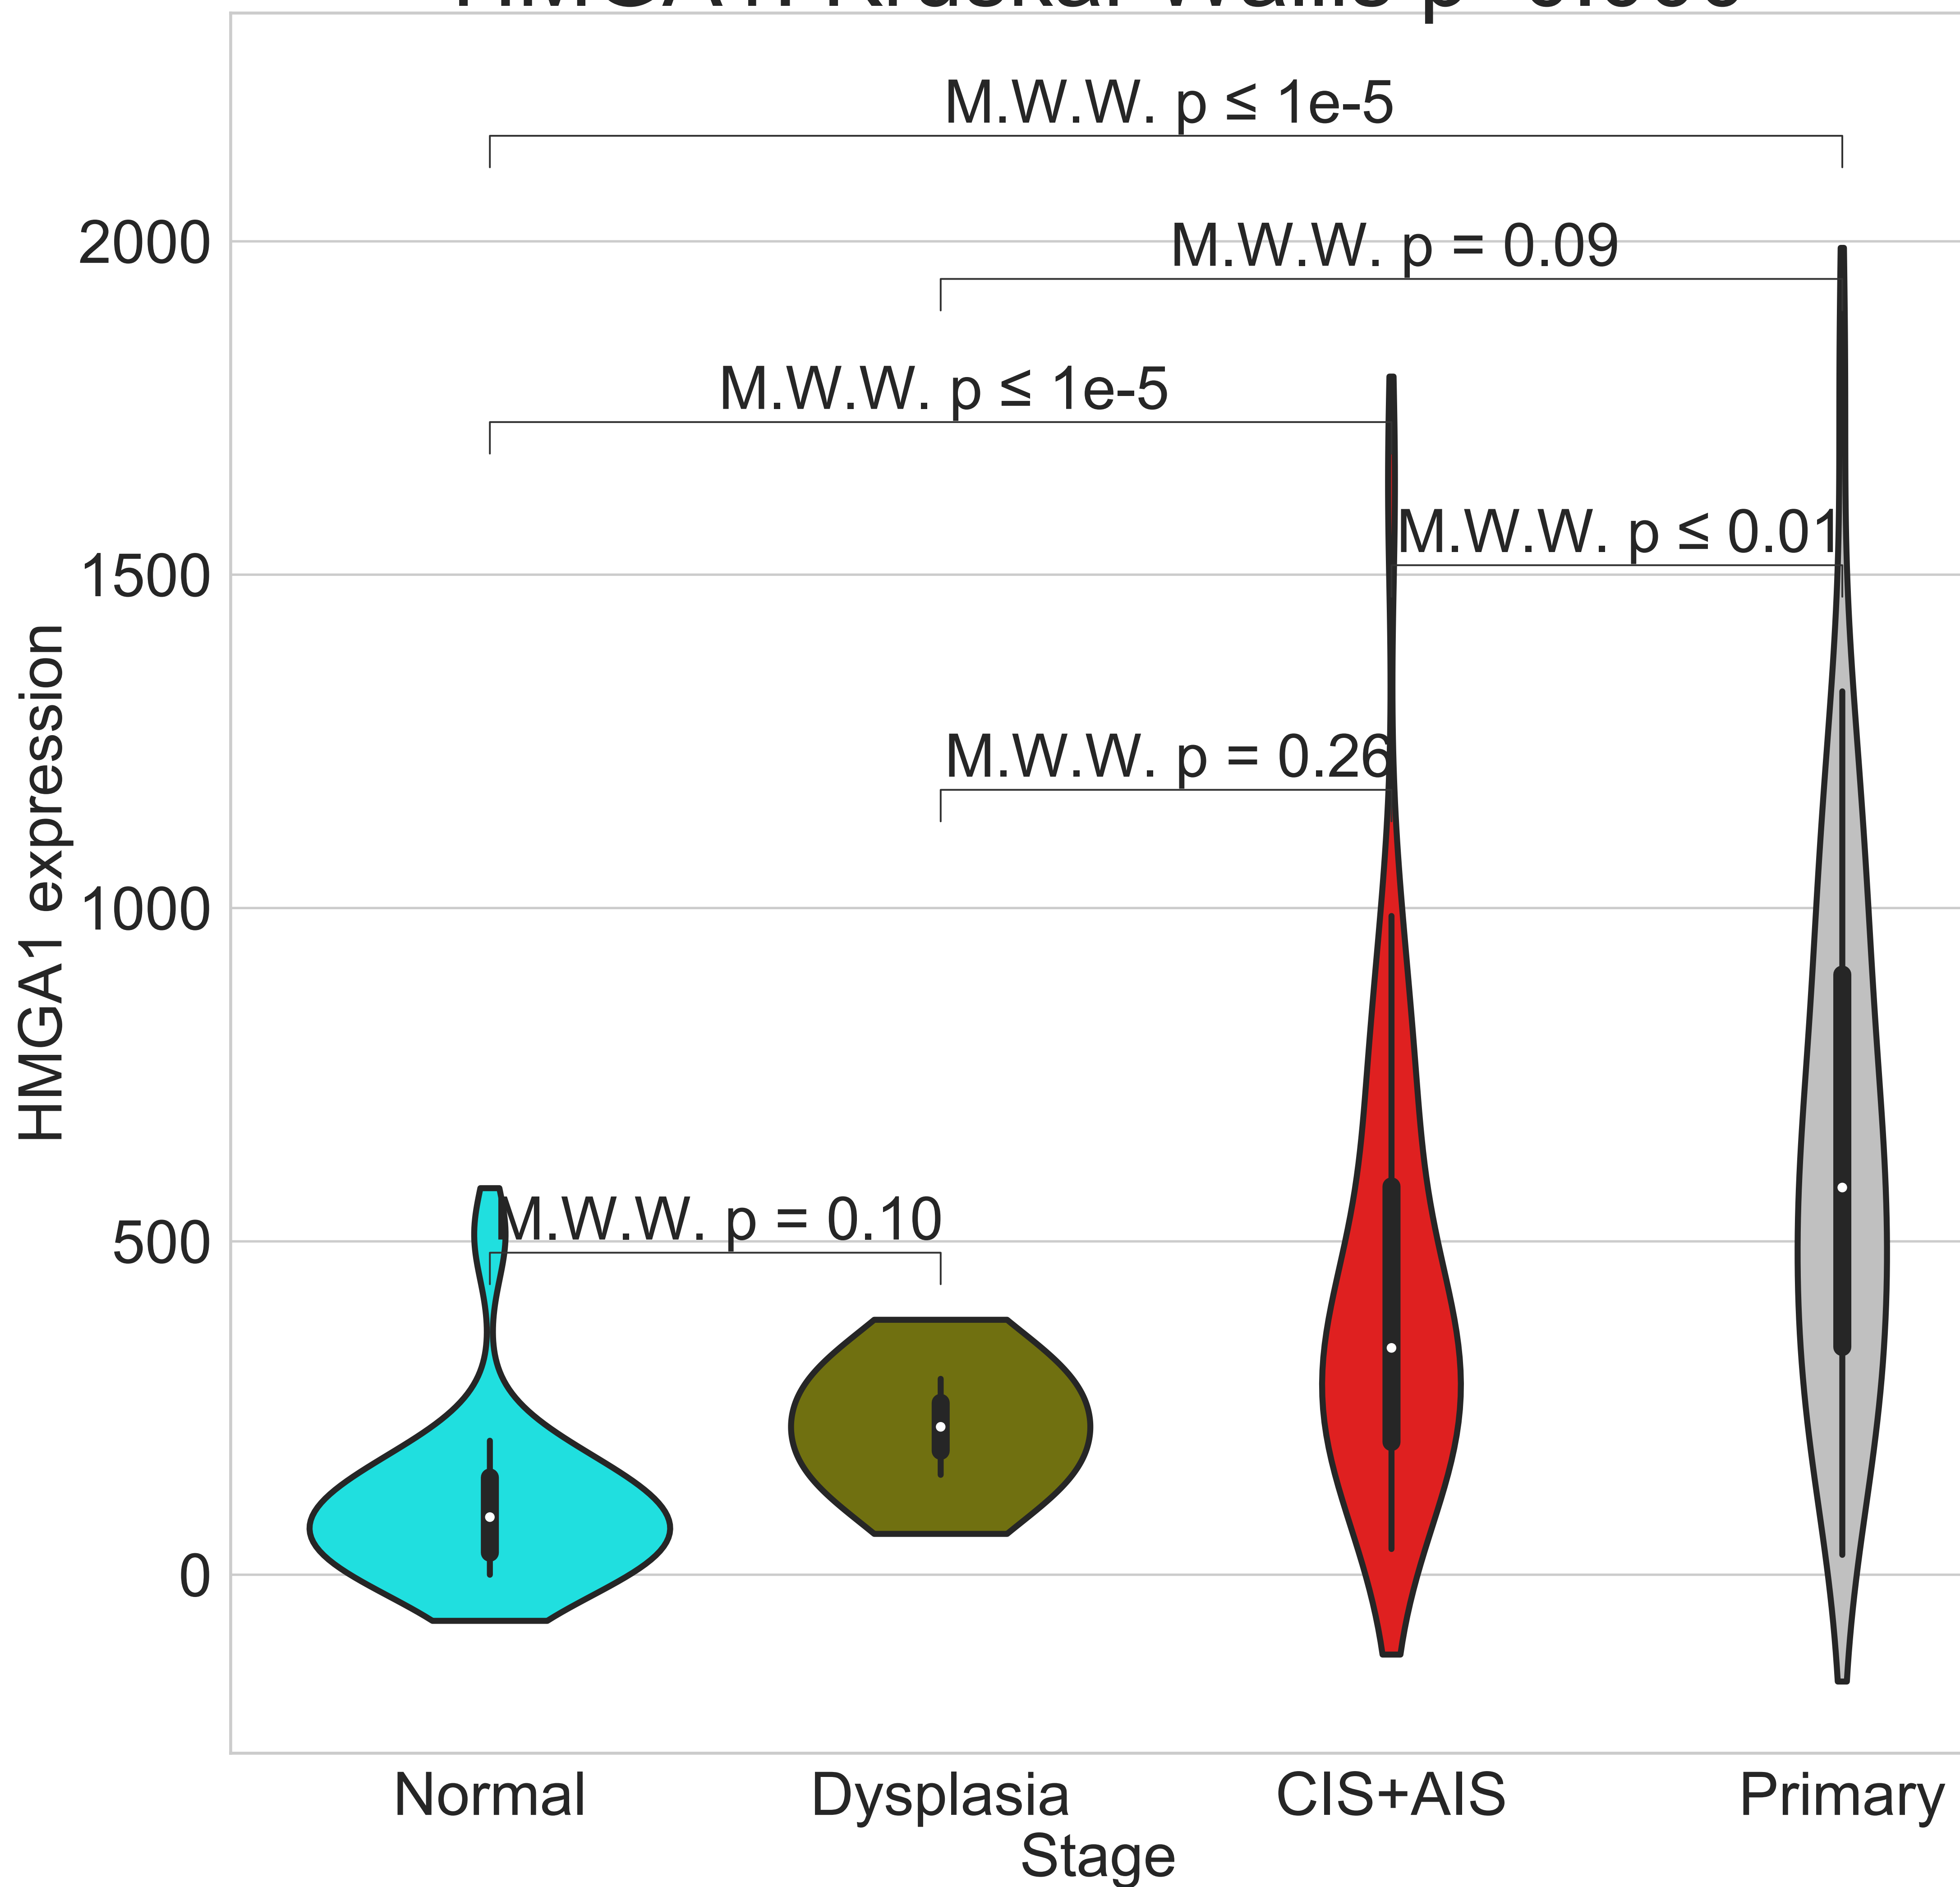 M.W.W. p ≤ 1e-5
2000
M.W.W. p = 0.09
M.W.W. p ≤ 1e-5
1500
M.W.W. p ≤ 0.01
M.W.W. p = 0.26
1000
HMGA1 expression
500
M.W.W. p = 0.10
0
Normal Dysplasia CIS+AIS Primary
Stage